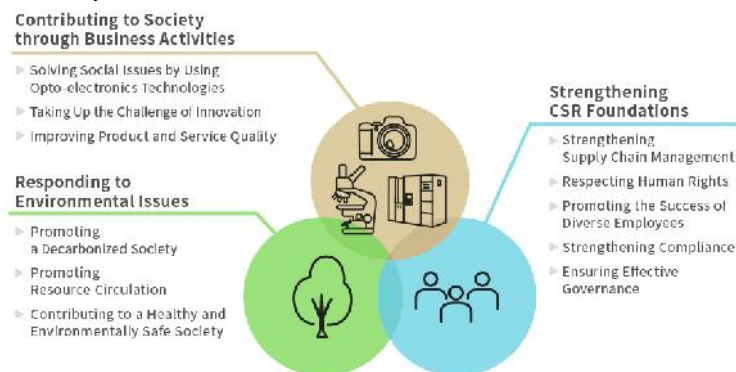 Contributing to Society
through Business Activities
Solving Social Issues by Using
Opto-electronics Technologies
Taking Up the Challenge of Innovation
Improving Product and Service Quality
Responding to
Environmental Issues
Promoting
a Decarbonized Society
Promoting
Resource Circulation
Contributing to a Healthy and
Environmentally Safe Society
Strengthening
CSR Foundations
Strengthening
Supply Chain Management
Respecting Human Rights
Promoting the Success of
Diverse Employees
Strengthening Compliance
Ensuring Effective
Governance